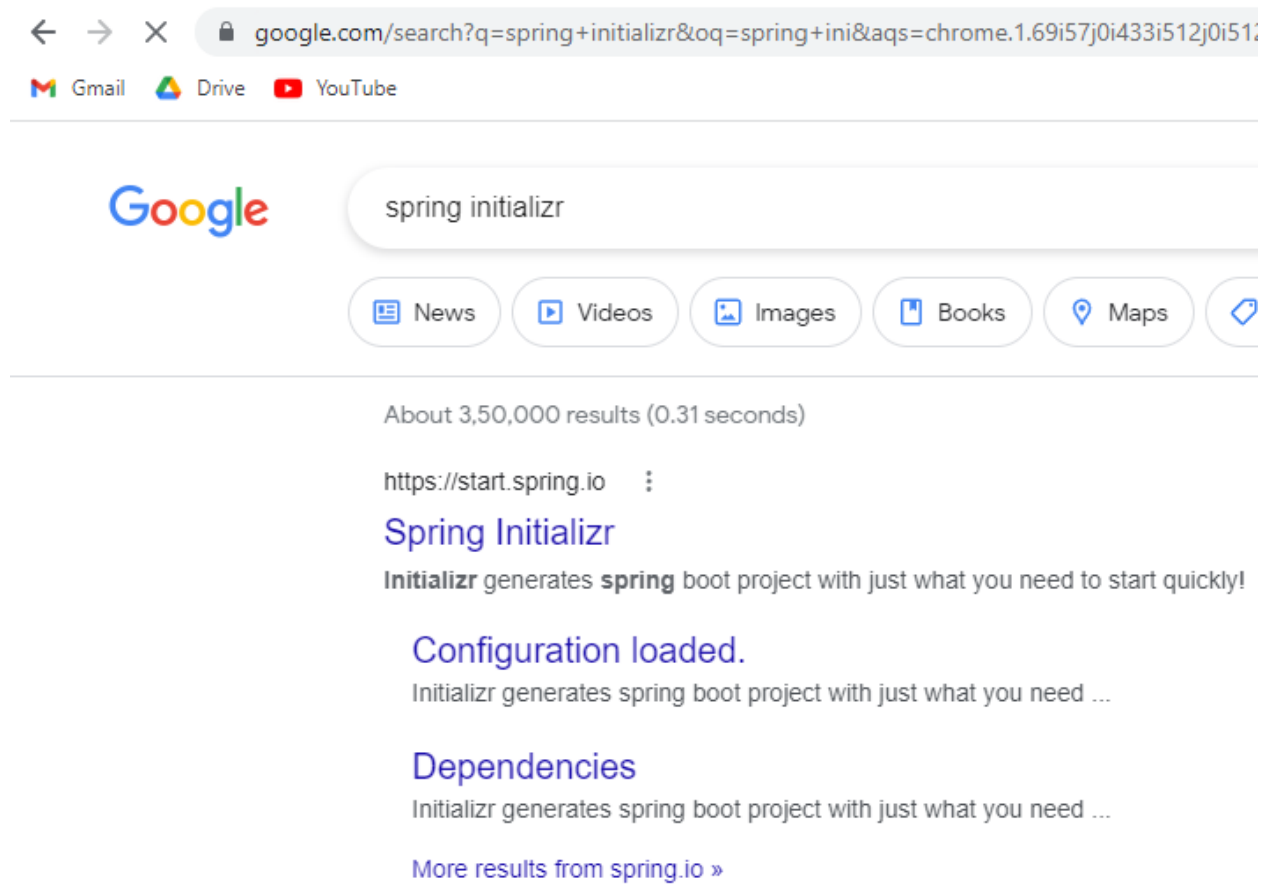 google.com/search?q=spring+initializr&oq=spring+ini&aqs=chrome.1.69i57j0i433i512j0i512
Gmail Drive YouTube
Google spring initializr
News Videos Images Books Maps
About 3,50,000 results (0.31 seconds)
https://start.spring.io
Spring Initializr
Initializr generates spring boot project with just what you need to start quickly!
Configuration loaded.
Initializr generates spring boot project with just what you need ...
Dependencies
Initializr generates spring boot project with just what you need ...
More results from spring.io »